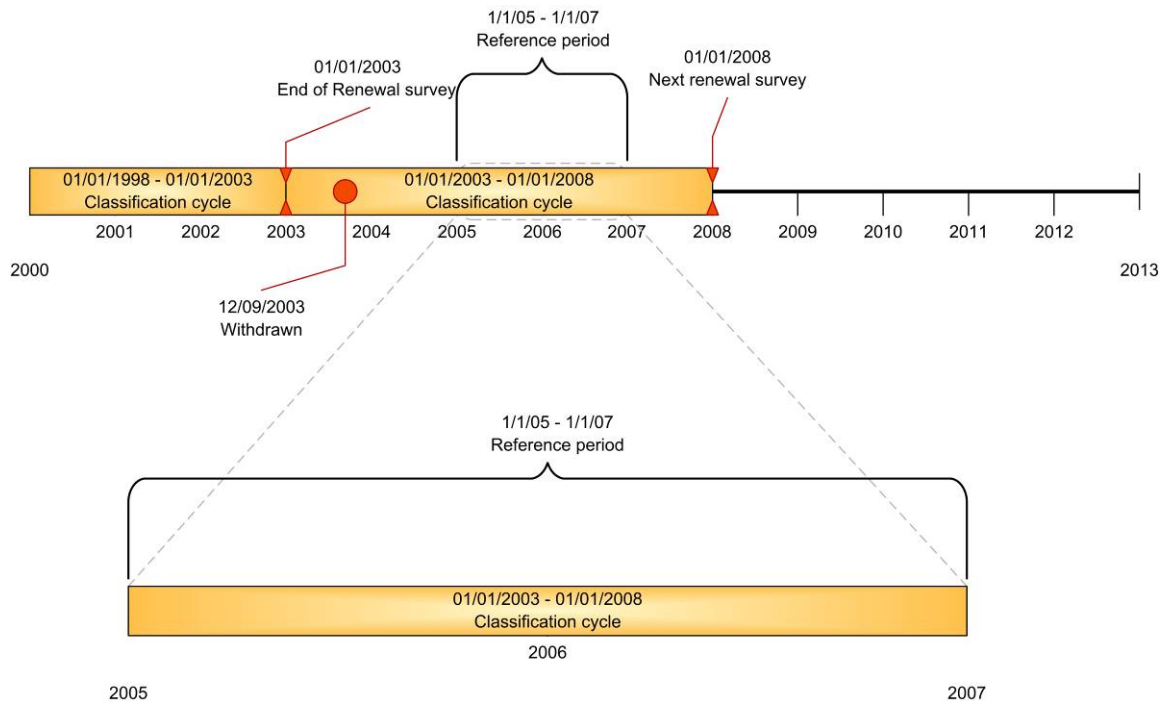 1/1/05 - 1/1/07
Reference period
01/01/2003
End of Renewal survey
01/01/2008
Next renewal survey
01/01/1998 - 01/01/2003
Classification cycle
01/01/2003 - 01/01/2008
Classification cycle
2001
2002
2003
2004
2005
2006
2007
2008
2009
2010
2011
2012
2000
2013
12/09/2003
Withdrawn
1/1/05 - 1/1/07
Reference period
01/01/2003 - 01/01/2008
Classification cycle
2006
2005
2007